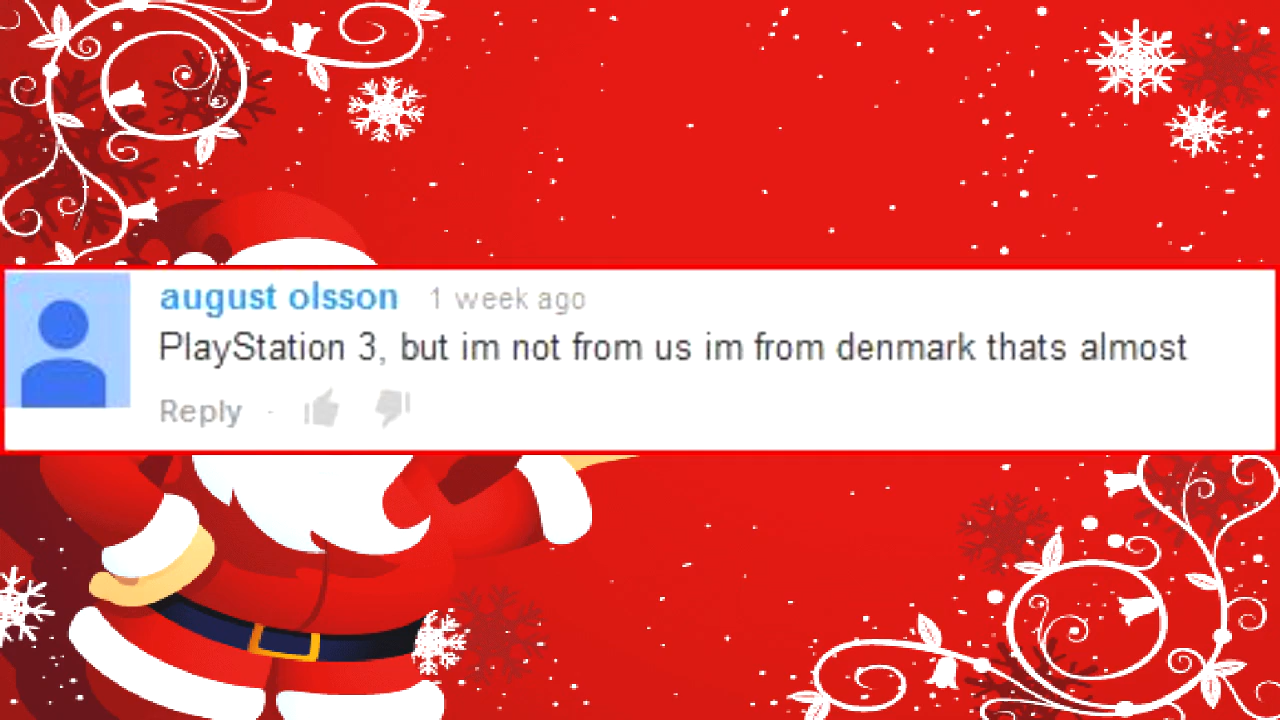 august olsson 1 week ago
PlayStation 3, but im not from us im from denmark thats almost
Reply ·